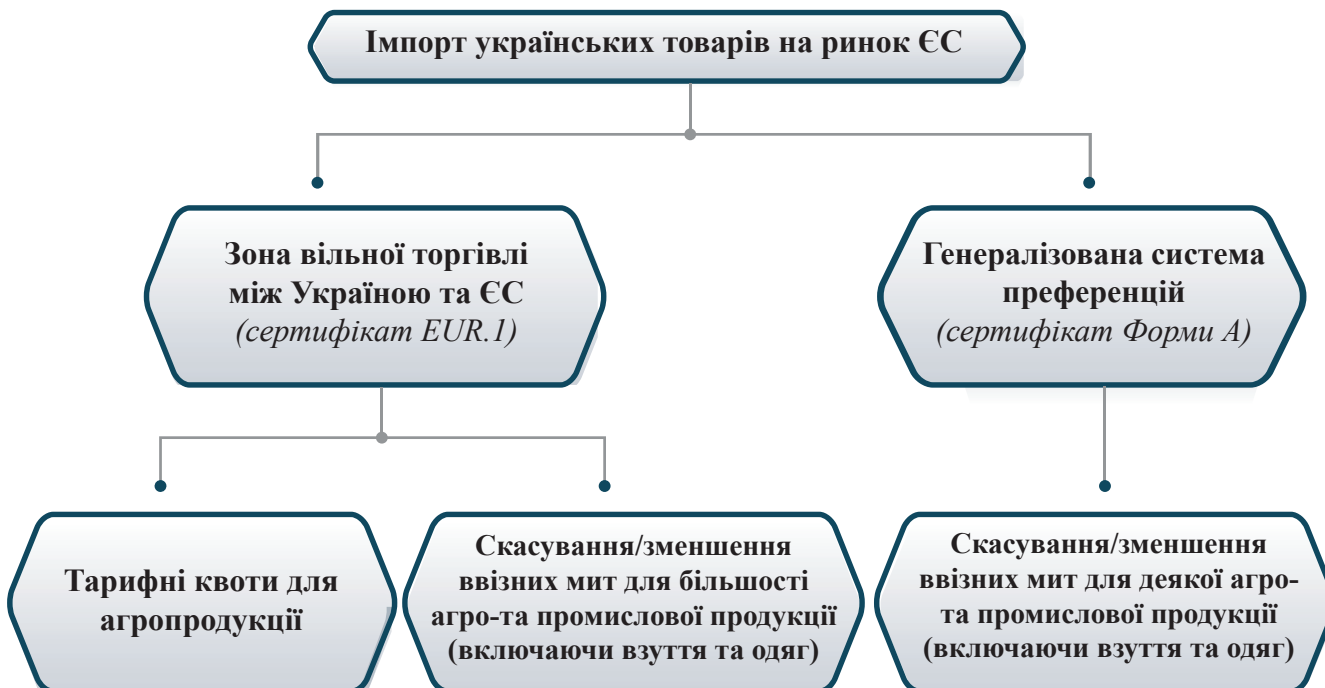 Імпорт українських товарів на ринок ЄС
Зона вільної торгівлі
між Україною та ЄС
(сертифікат EUR.1)
Генералізована система
преференцій
(сертифікат Форми А)
Тарифні квоти для
агропродукції
Скасування/зменшення
ввізних мит для більшості
агро-та промислової продукції
(включаючи взуття та одяг)
Скасування/зменшення
ввізних мит для деякої агро-
та промислової продукції
(включаючи взуття та одяг)